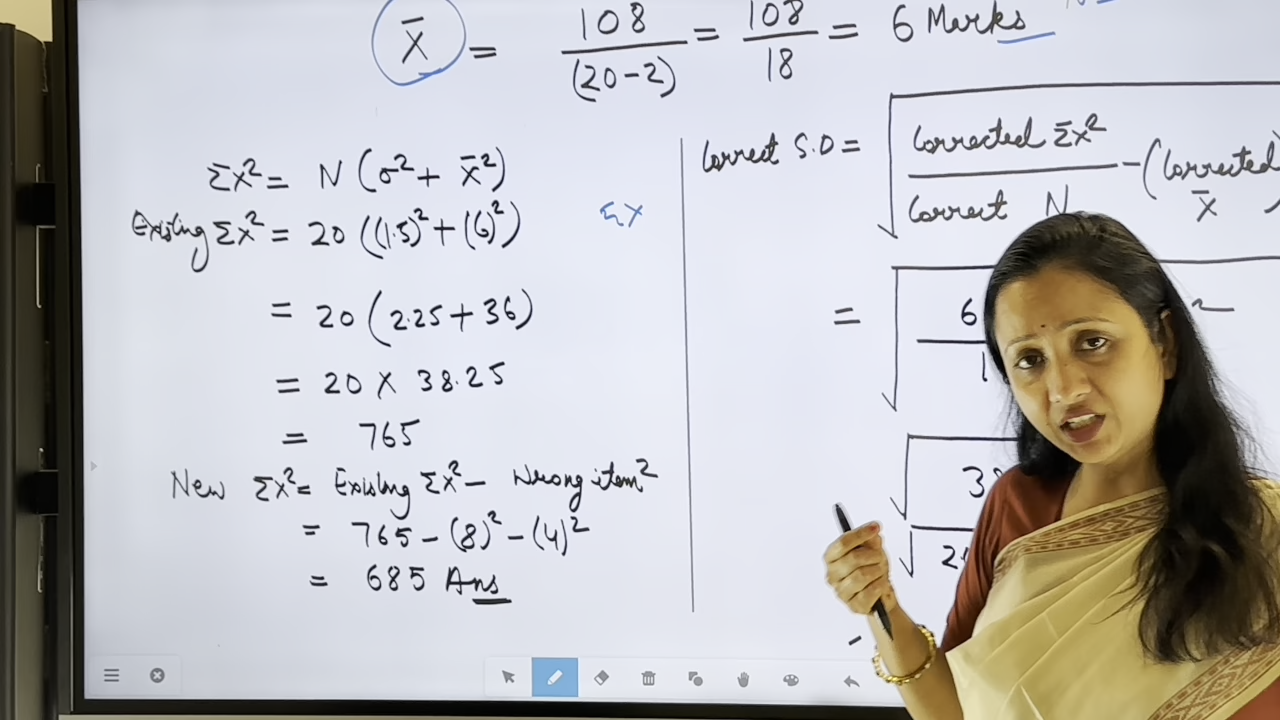 X̄ = 108/(20-2) = 108/18 = 6 Marks
Σx² = N(σ² + x̄²)
Existing Σx² = 20((1.5)² + (6)²)
ΣX
= 20(2.25 + 36)
= 20 X 38.25
= 765
New Σx² = Existing Σx² - Wrong item²
= 765 - (8)² - (4)²
= 685 Ans
Correct S.D = √ Corrected Σx² / Correct N - (Corrected X̄)
=